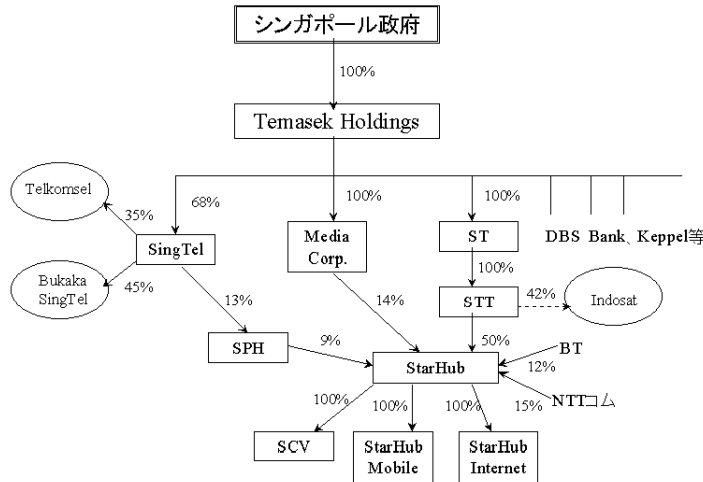 シンガポール政府
100%
Temasek Holdings
Telkomsel
35%
68%
100%
100%
SingTel
Media
Corp.
ST
DBS Bank、Keppel等
Bukaka
SingTel
45%
100%
13%
14%
STT
42%
Indosat
SPH
9%
50%
BT
StarHub
12%
100%
100%
100%
15%
NTTコム
SCV
StarHub
Mobile
StarHub
Internet